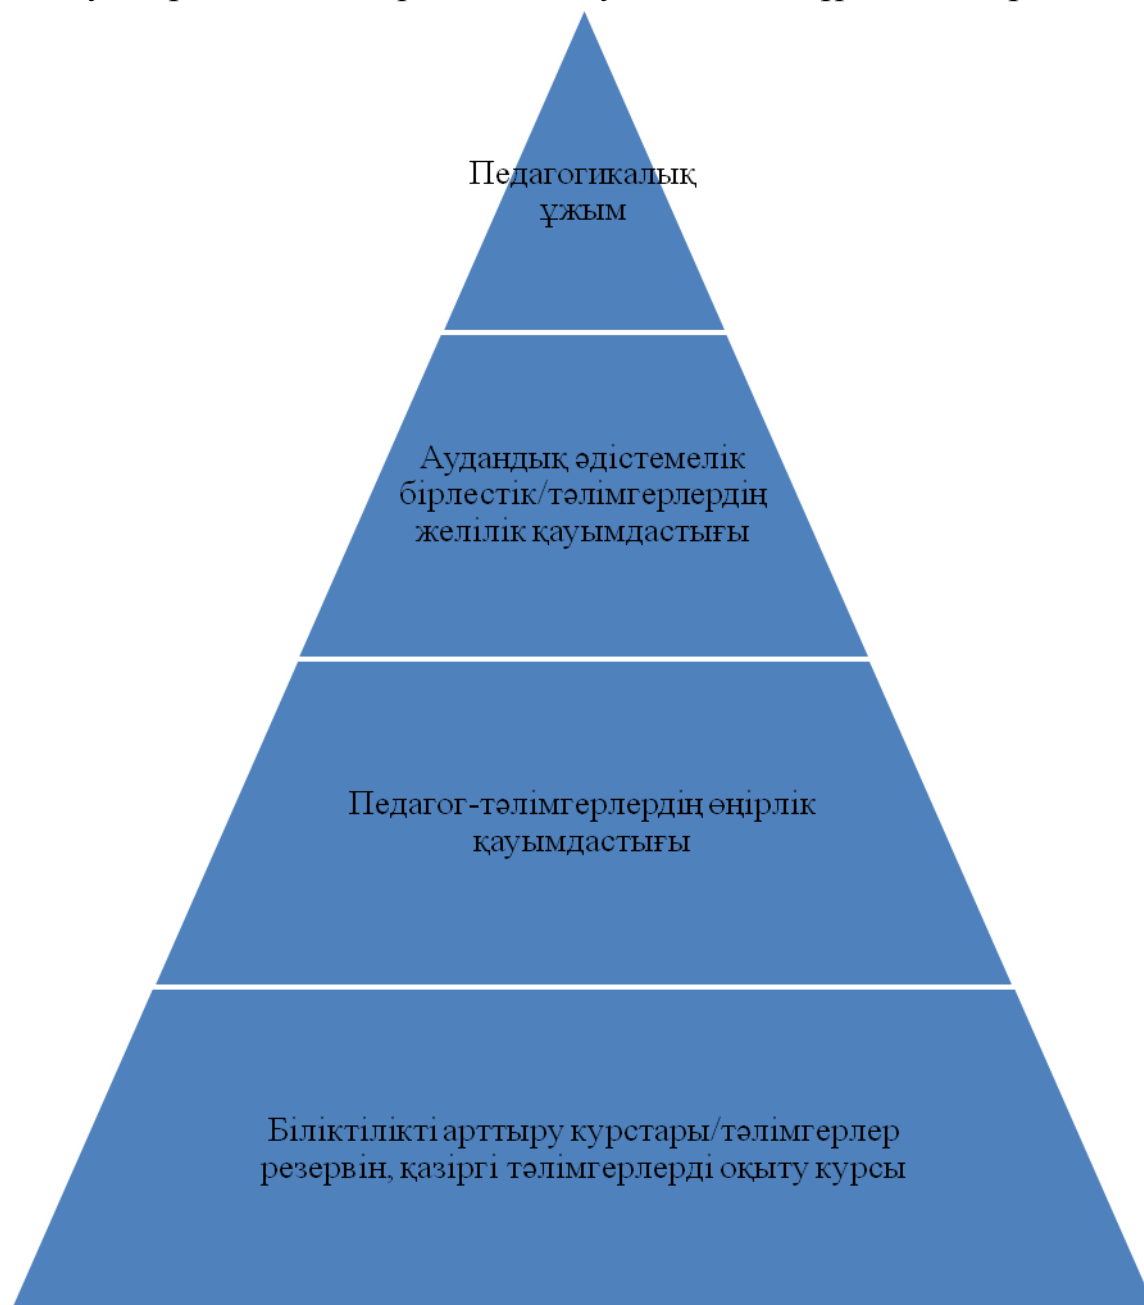 Педагогикалық
ұжым
Аудандық әдістемелік
бірлестік/тәлімгерлердің
желілік қауымдастығы
Педагог-тәлімгерлердің өңірлік
қауымдастығы
Біліктілікті арттыру курстары/тәлімгерлер
резервін, қазіргі тәлімгерлерді оқыту курсы